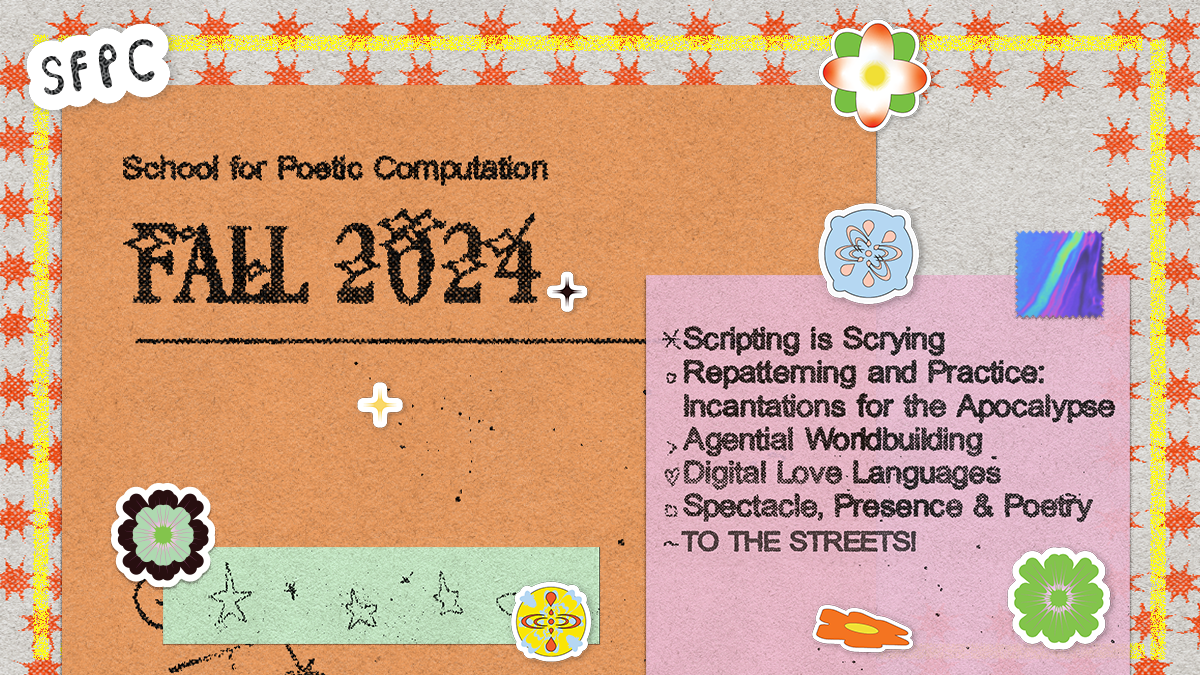 SFPC
School for Poetic Computation
FALL 2024
Scripting is Scrying
Repatterning and Practice:
Incantations for the Apocalypse
Agential Worldbuilding
Digital Love Languages
Spectacle, Presence & Poetry
TO THE STREETS!